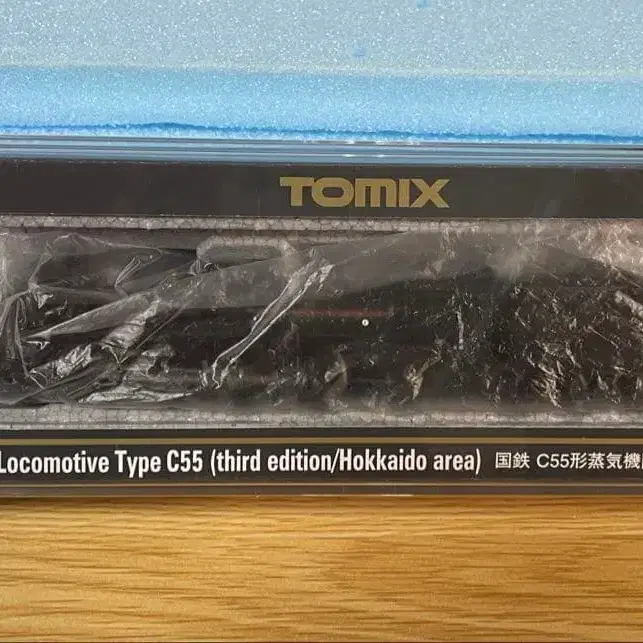 TOMIX
Locomotive Type C55 (third edition/Hokkaido area) 国鉄 C55形蒸気機